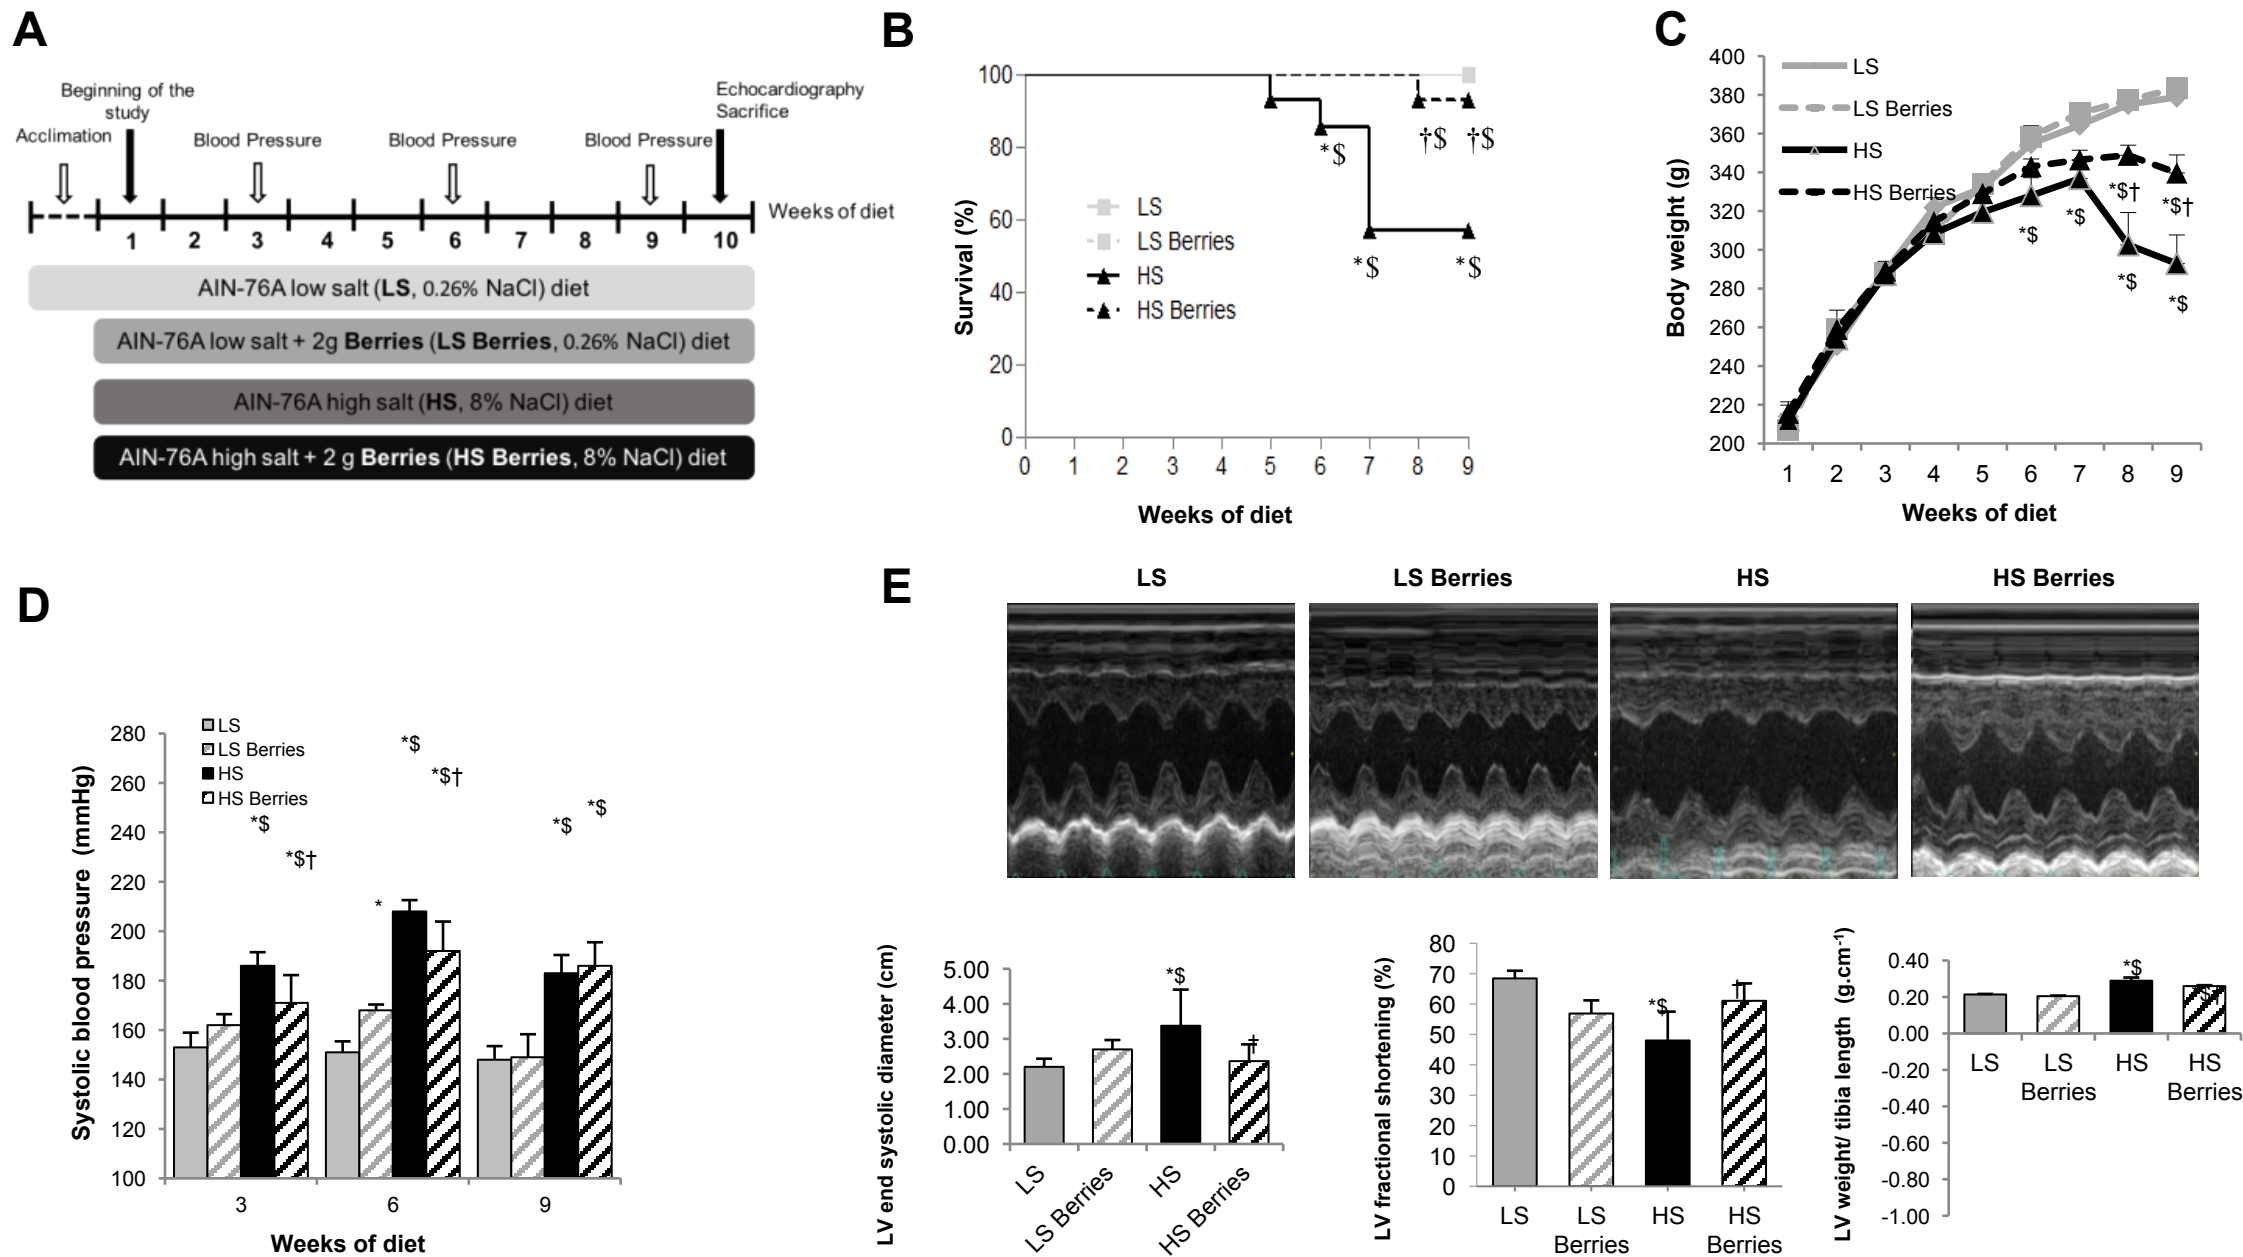 A
Beginning of the
study
Acclimation
Blood Pressure
Blood Pressure
Blood Pressure
Echocardiography
Sacrifice
Weeks of diet
1 2 3 4 5 6 7 8 9 10
AIN-76A low salt (LS, 0.26% NaCl) diet
AIN-76A low salt + 2g Berries (LS Berries, 0.26% NaCl) diet
AIN-76A high salt (HS, 8% NaCl) diet
AIN-76A high salt + 2 g Berries (HS Berries, 8% NaCl) diet
B
Survival (%)
100
80
60
40
20
0
0 1 2 3 4 5 6 7 8 9
Weeks of diet
LS
LS Berries
HS
HS Berries
*$
*$
*$
†$
†$
C
Body weight (g)
400
380
360
340
320
300
280
260
240
220
200
1 2 3 4 5 6 7 8 9
Weeks of diet
LS
LS Berries
HS
HS Berries
*$
*$
*$†
*$†
*$
*$
D
Systolic blood pressure (mmHg)
280
260
240
220
200
180
160
140
120
100
LS
LS Berries
HS
HS Berries
*$
*$†
*
*$
*$†
*$
*$
3 6 9
Weeks of diet
E
LS
LS Berries
HS
HS Berries
LV end systolic diameter (cm)
5.00
4.00
3.00
2.00
1.00
0.00
*$
†
LS
LS Berries
HS
HS Berries
LV fractional shortening (%)
80
70
60
50
40
30
20
10
0
*$
†
LS
LS
Berries
HS
HS
Berries
LV weight/ tibia length (g.cm-1)
0.40
0.20
0.00
-0.20
-0.40
-0.60
-0.80
-1.00
*$
LS
LS
Berries
HS
HS
Berries